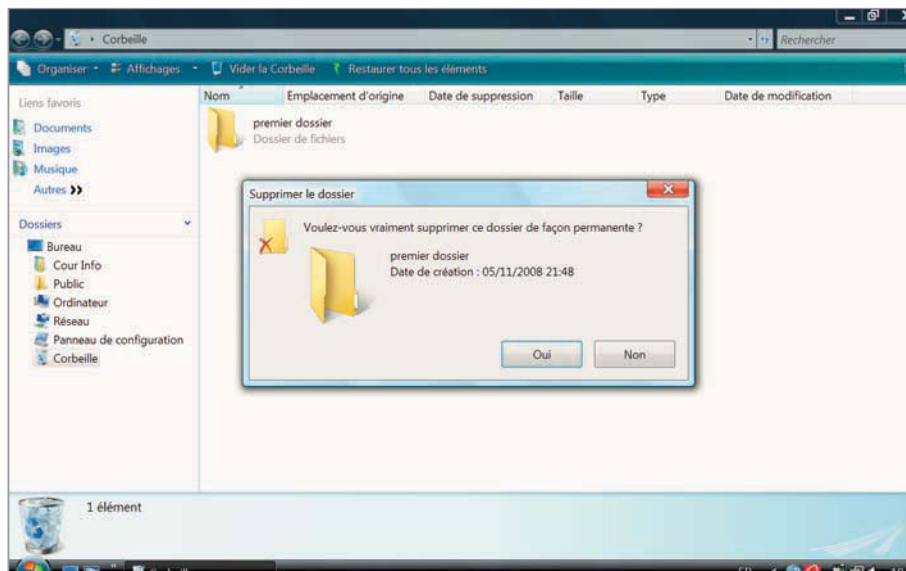 Corbeille
Rechercher
Organiser Affichages Vider la Corbeille Restaurer tous les éléments
Liens favoris
Documents
Images
Musique
Autres
Dossiers
Bureau
Cour Info
Public
Ordinateur
Réseau
Panneau de configuration
Corbeille
Nom Emplacement d'origine Date de suppression Taille Type Date de modification
premier dossier
Dossier de fichiers
Supprimer le dossier
Voulez-vous vraiment supprimer ce dossier de façon permanente ?
premier dossier
Date de création : 05/11/2008 21:48
Oui Non
1 élément